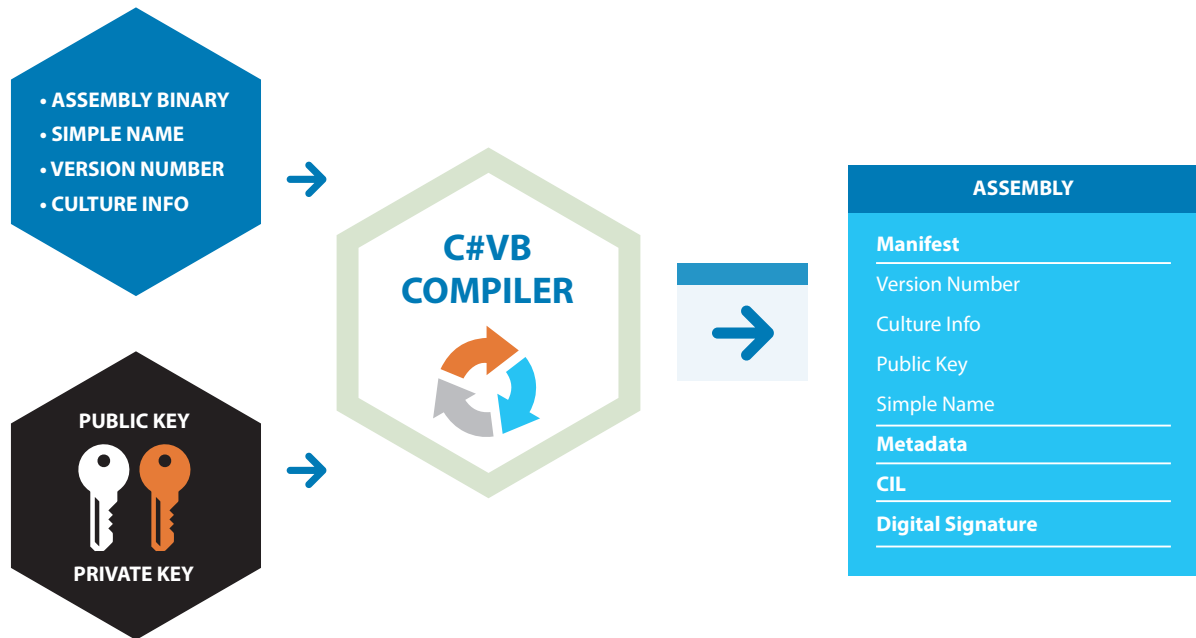 • ASSEMBLY BINARY
• SIMPLE NAME
• VERSION NUMBER
• CULTURE INFO
PUBLIC KEY
PRIVATE KEY
C#VB
COMPILER
ASSEMBLY
Manifest
Version Number
Culture Info
Public Key
Simple Name
Metadata
CIL
Digital Signature